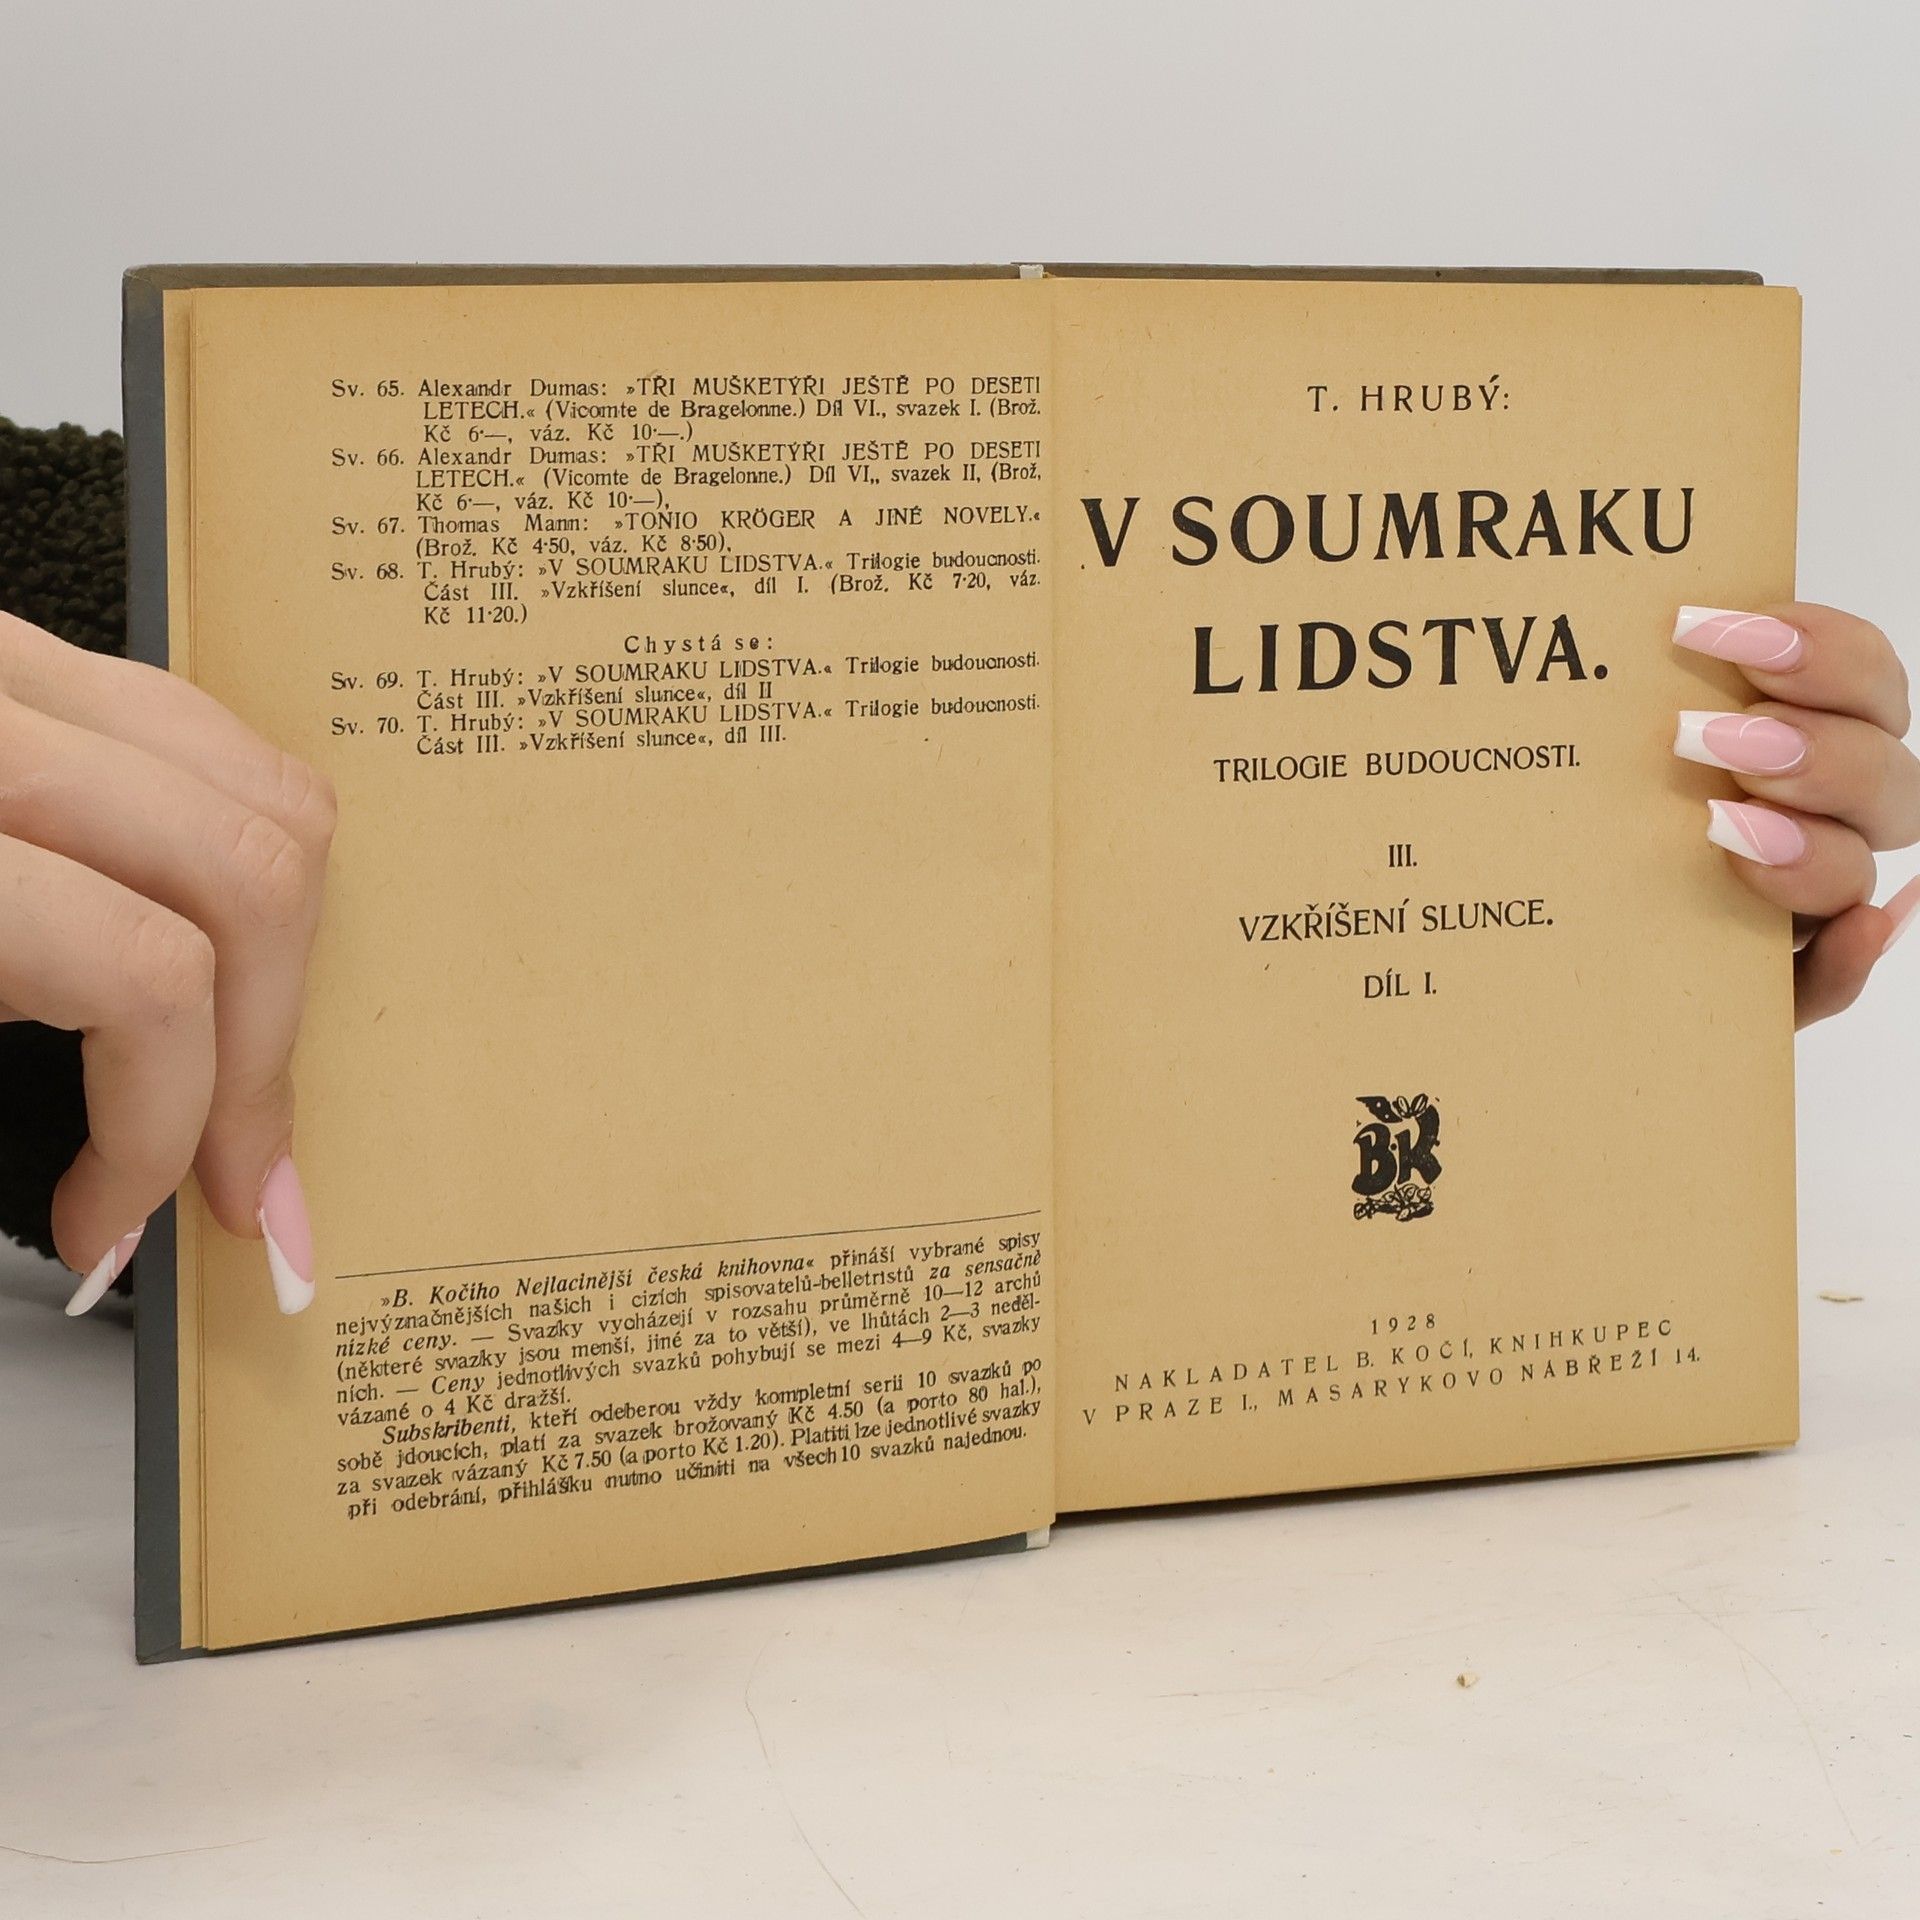 Sv. 65. Alexandr Dumas: »TŘI MUŠKETÝŘI JEŠTĚ PO DESETI
LETECH.« (Vicomte de Bragelonne.) Díl VI., svazek I. (Brož.
Kč 6·—, váz. Kč 10·—.)
Sv. 66. Alexandr Dumas: »TŘI MUŠKETÝŘI JEŠTĚ PO DESETI
LETECH.« (Vicomte de Bragelonne.) Díl VI,, svazek II, (Brož,
Kč 6·—, váz. Kč 10·—),
Sv. 67. Thomas Mann: »TONIO KRÖGER A JINÉ NOVELY.«
(Brož. Kč 4·50, váz. Kč 8·50),
Sv. 68. T. Hrubý: »V SOUMRAKU LIDSTVA.« Trilogie budoucnosti.
Část III. »Vzkříšení slunce«, díl I. (Brož. Kč 7·20, váz.
Kč 11·20.)
Chystá se:
Sv. 69. T. Hrubý: »V SOUMRAKU LIDSTVA.« Trilogie budoucnosti.
Část III. »Vzkříšení slunce«, díl II
Sv. 70. T. Hrubý: »V SOUMRAKU LIDSTVA.« Trilogie budoucnosti.
Část III. »Vzkříšení slunce«, díl III.
»B. Kočího Nejlacinější česká knihovna« přináší vybrané spisy
nejvýznačnějších našich i cizích spisovatelů-belletristů za sensačně
nízké ceny. — Svazky vycházejí v rozsahu průměrně 10—12 archů
(některé svazky jsou menší, jiné za to větší), ve lhůtách 2—3 neděl-
ních. — Ceny jednotlivých svazků pohybují se mezi 4—9 Kč, svazky
vázané o 4 Kč dražší.
Subskribenti, kteří odeberou vždy kompletní serii 10 svazků po
sobě jdoucích, platí za svazek brožovaný Kč 4.50 (a porto 80 hal.),
za svazek vázaný Kč 7.50 (a porto Kč 1.20). Platiti lze jednotlivé svazky
při odebrání, přihlášku nutno učiniti na všech 10 svazků najednou.
T. HRUBÝ:
V SOUMRAKU
LIDSTVA.
TRILOGIE BUDOUCNOSTI.
III.
VZKŘÍŠENÍ SLUNCE.
DÍL I.
B.K
1928
NAKLADATEL B. KOČÍ, KNIHKUPEC
V PRAZE I., MASARYKOVO NÁBŘEŽÍ 14.